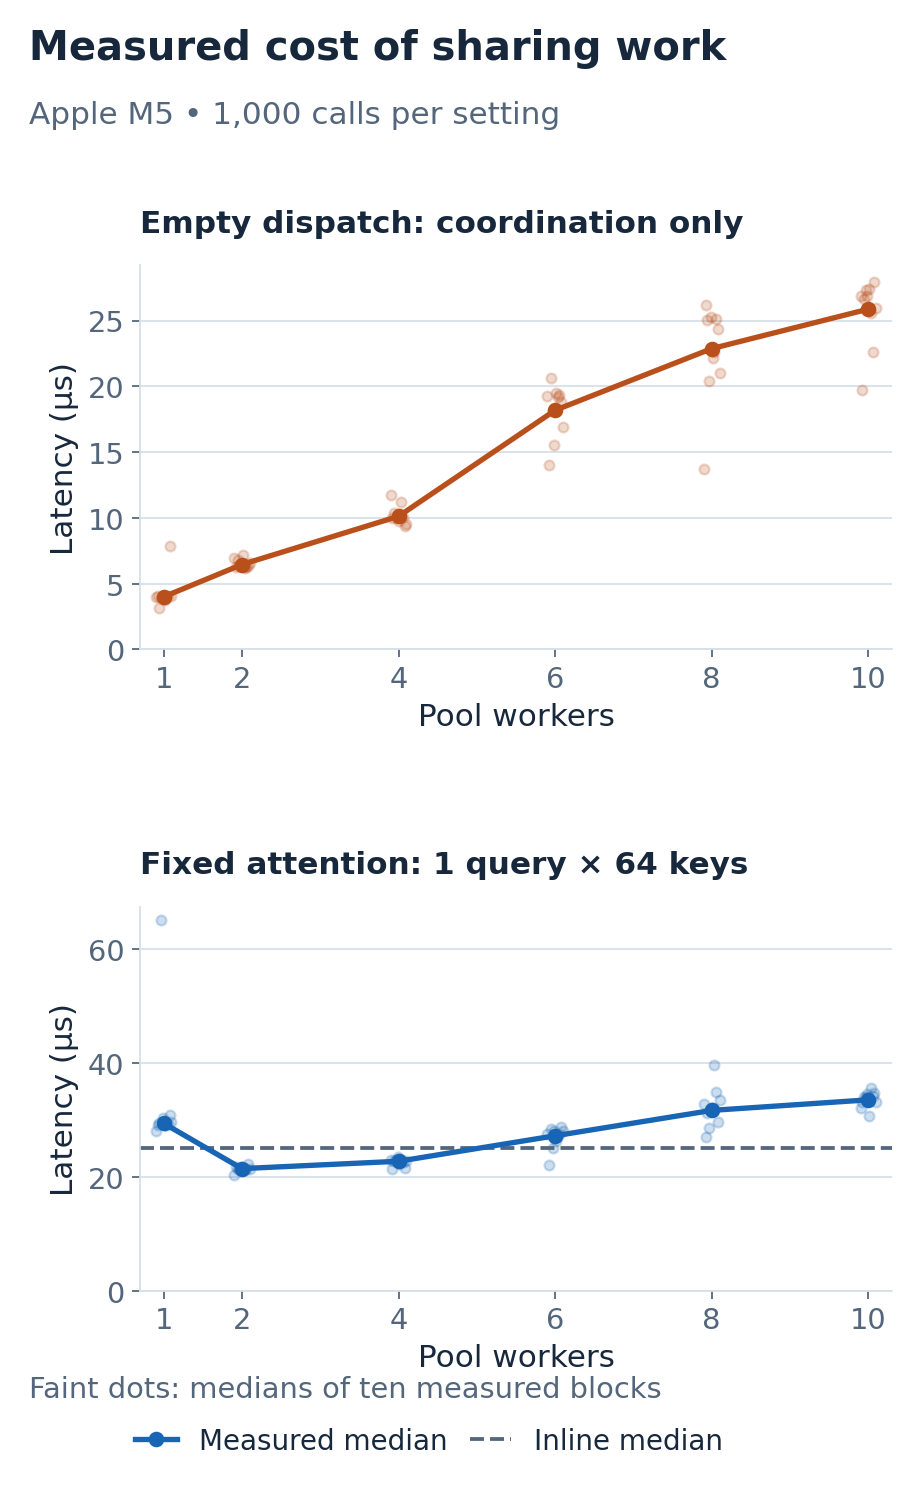 Measured cost of sharing work
Apple M5 • 1,000 calls per setting
Empty dispatch: coordination only
Latency (µs)
25
20
15
10
5
0
1 2 4 6 8 10
Pool workers
Fixed attention: 1 query × 64 keys
Latency (µs)
60
40
20
0
1 2 4 6 8 10
Pool workers
Faint dots: medians of ten measured blocks
Measured median Inline median